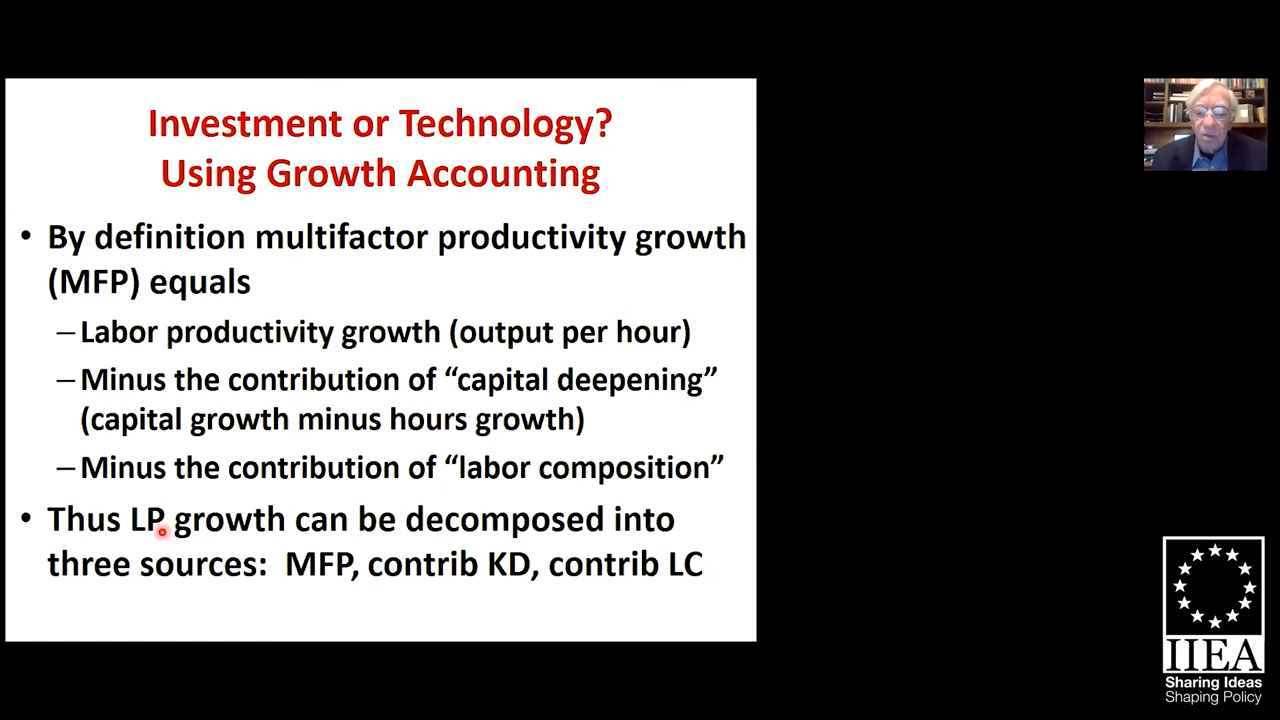 Investment or Technology?
Using Growth Accounting
• By definition multifactor productivity growth
(MFP) equals
–Labor productivity growth (output per hour)
–Minus the contribution of “capital deepening”
(capital growth minus hours growth)
–Minus the contribution of “labor composition”
• Thus LP growth can be decomposed into
three sources:  MFP, contrib KD, contrib LC
IIEA
Sharing Ideas
Shaping Policy